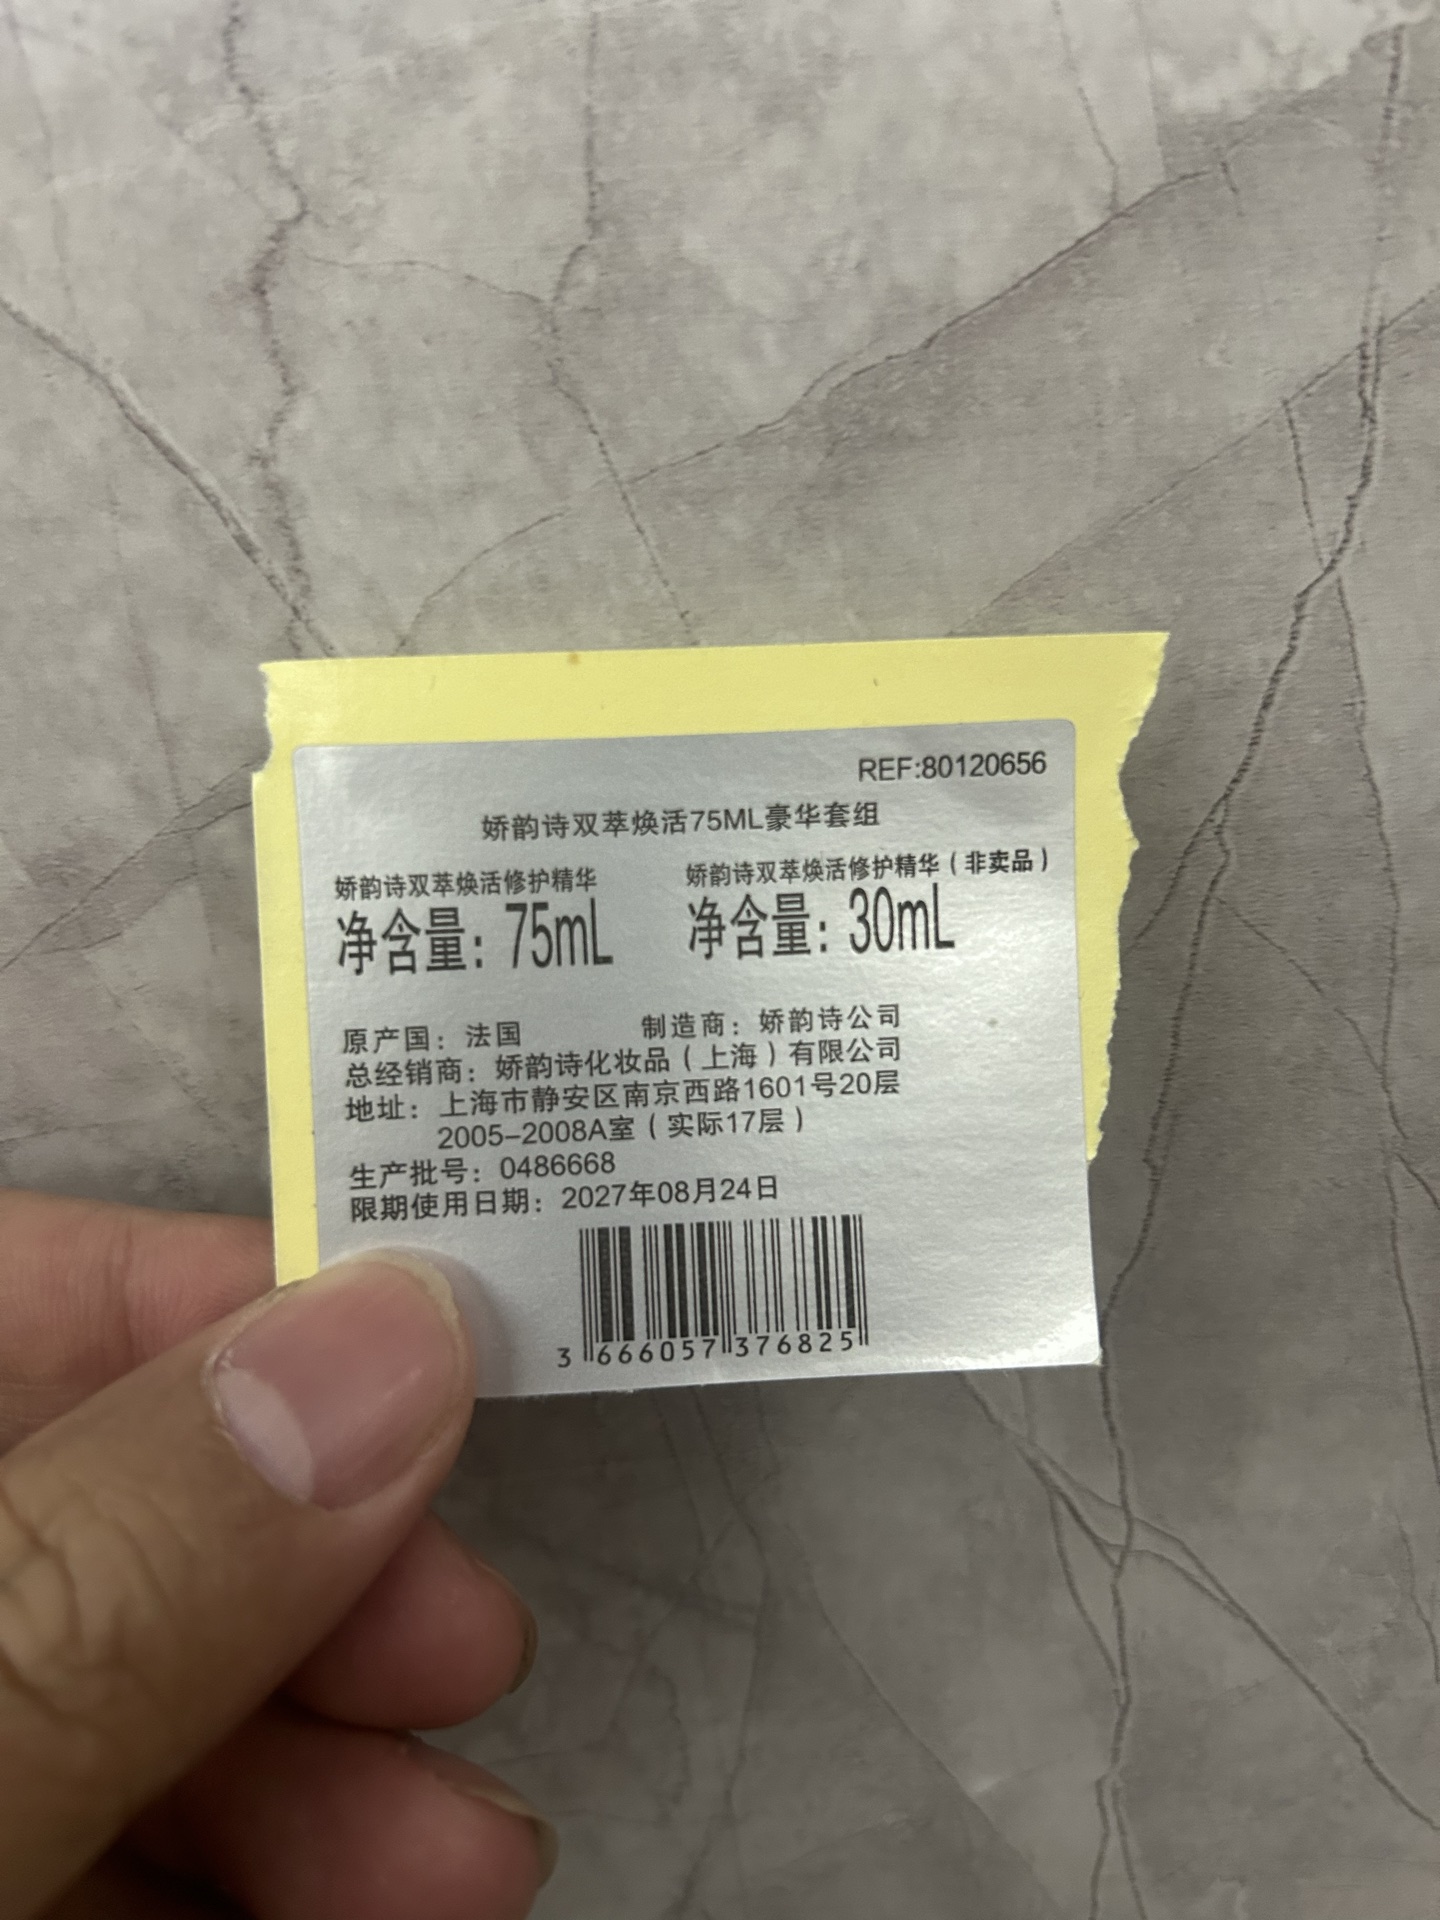 REF:80120656
娇韵诗双萃焕活75ML豪华套组
娇韵诗双萃焕活修护精华 娇韵诗双萃焕活修护精华（非卖品）
净含量：75mL 净含量：30mL
原产国：法国 制造商：娇韵诗公司
总经销商：娇韵诗化妆品（上海）有限公司
地址：上海市静安区南京西路1601号20层
2005–2008A室（实际17层）
生产批号：0486668
限期使用日期：2027年08月24日
3 666057 376825